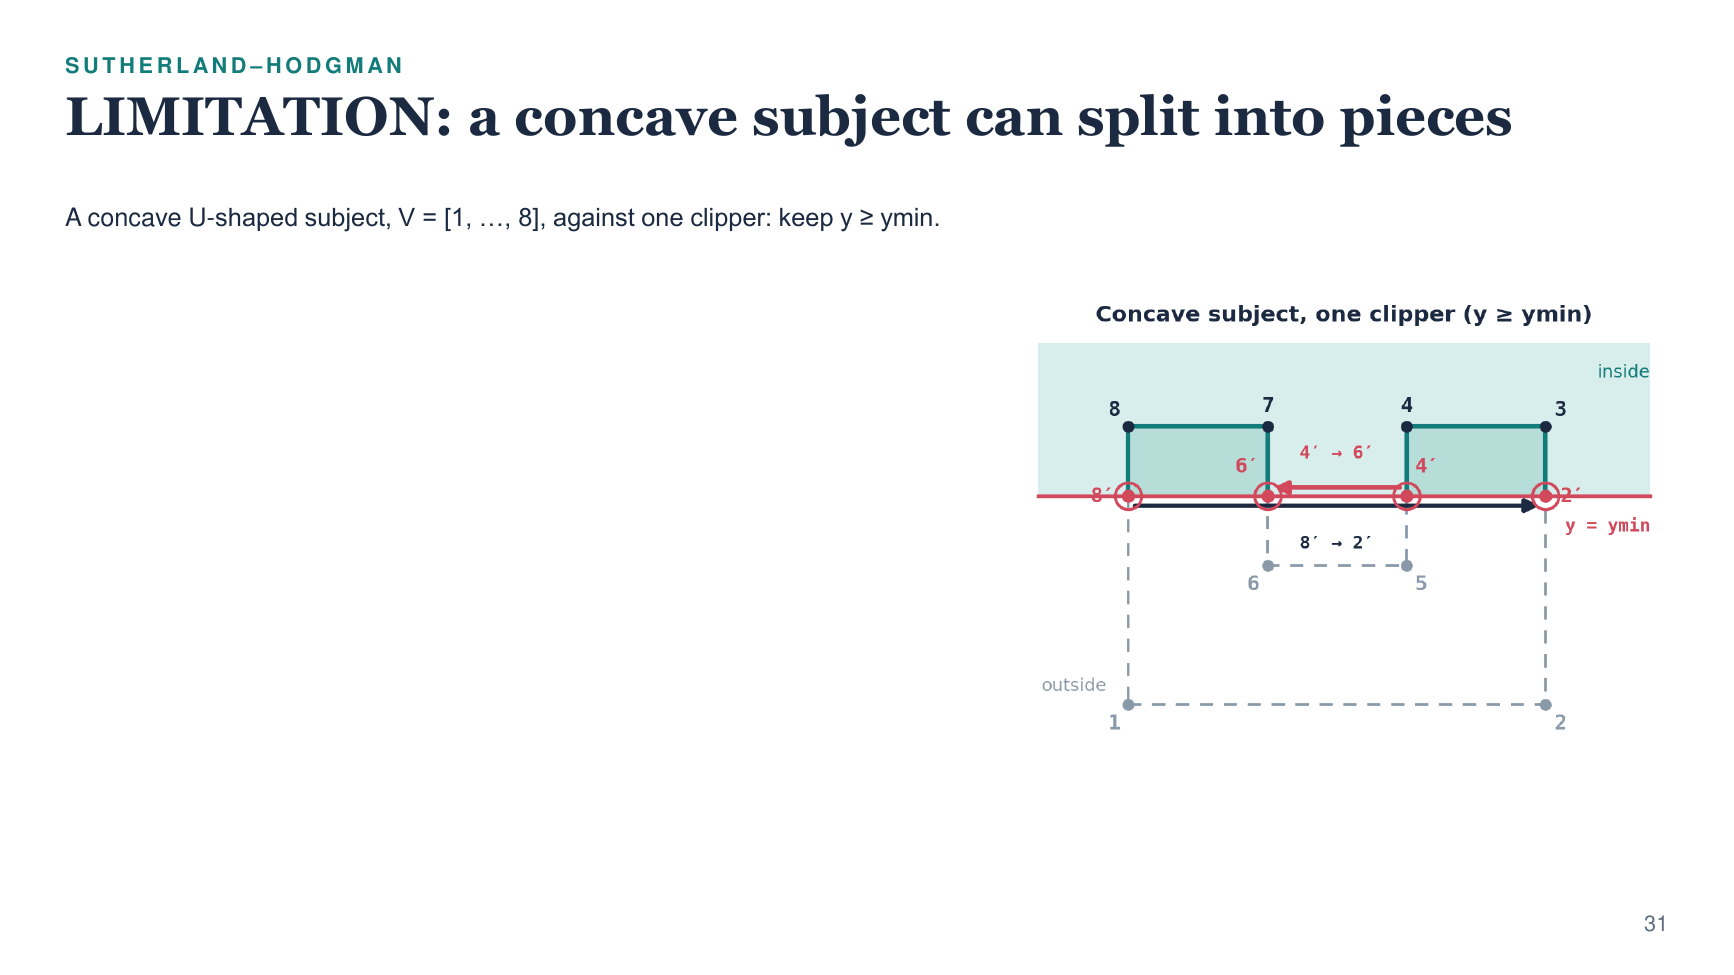 SUTHERLAND–HODGMAN
LIMITATION: a concave subject can split into pieces
A concave U-shaped subject, V = [1, …, 8], against one clipper: keep y ≥ ymin.
Concave subject, one clipper (y ≥ ymin)
inside
8 7 4 3
4′ → 6′
6′ 4′
8′ 2′
y = ymin
8′ → 2′
6 5
outside
1 2
31